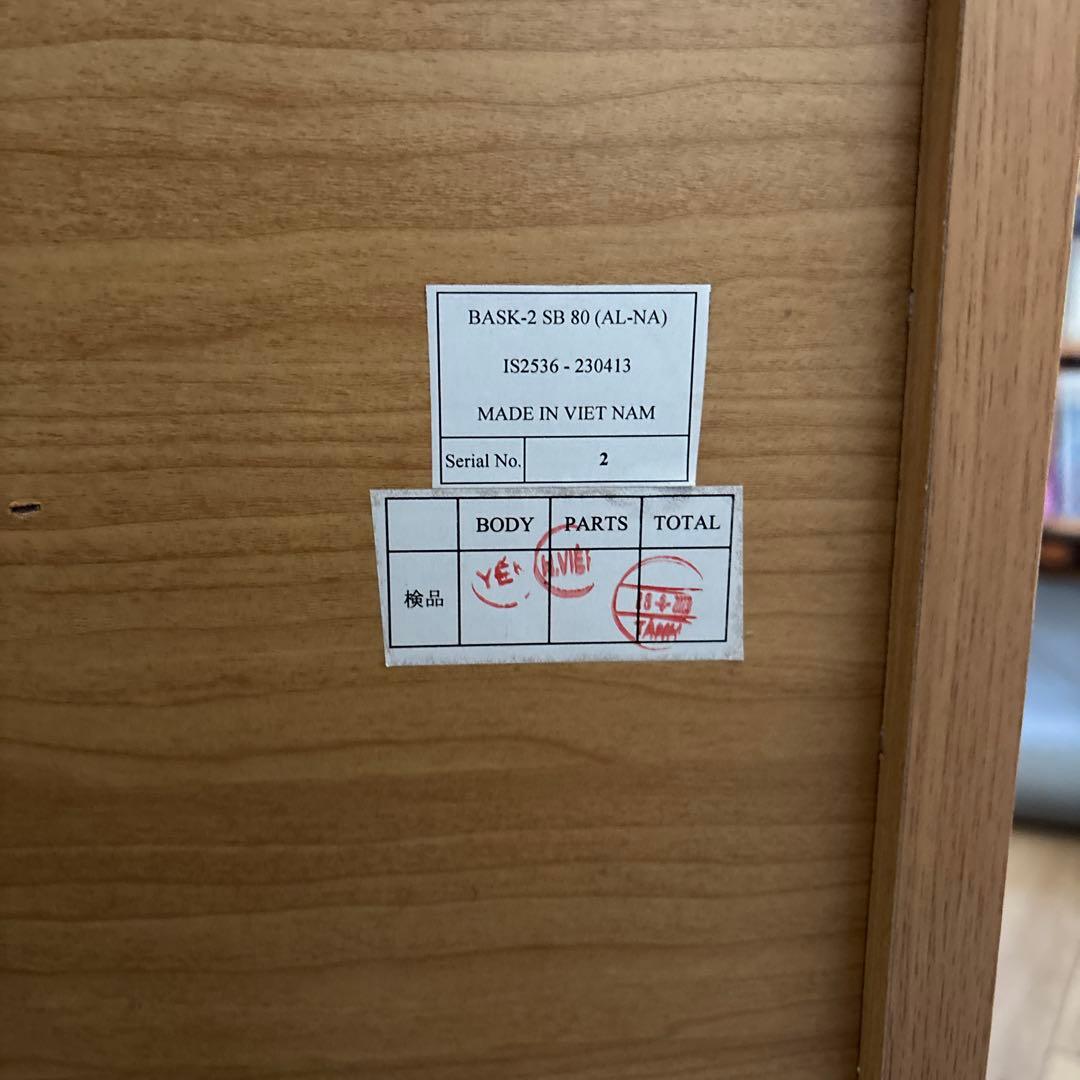 BASK-2 SB 80 (AL-NA)
IS2536 - 230413
MADE IN VIET NAM
Serial No. 2
BODY PARTS TOTAL
検品
H.VIỆT